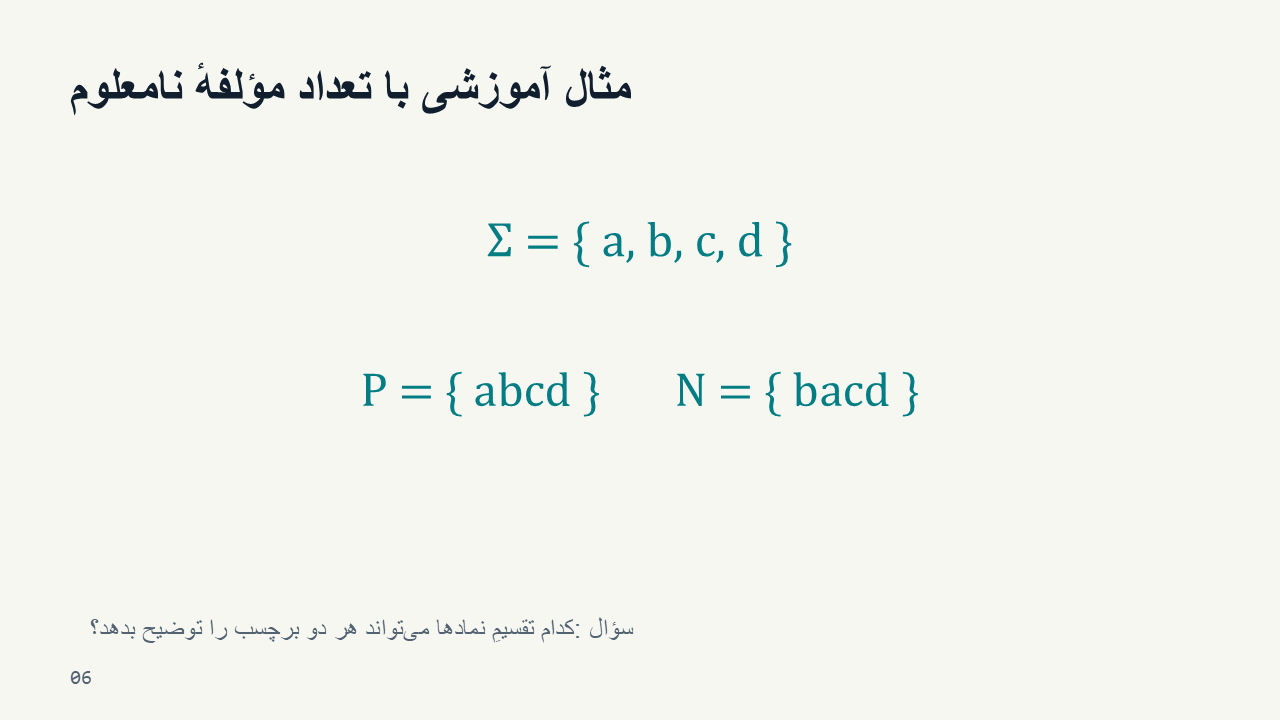 مثال آموزشی با تعداد مؤلفهٔ نامعلوم
Σ = { a, b, c, d }
P = { abcd } N = { bacd }
سؤال :کدام تقسیمِ نمادها می‌تواند هر دو برچسب را توضیح بدهد؟
06